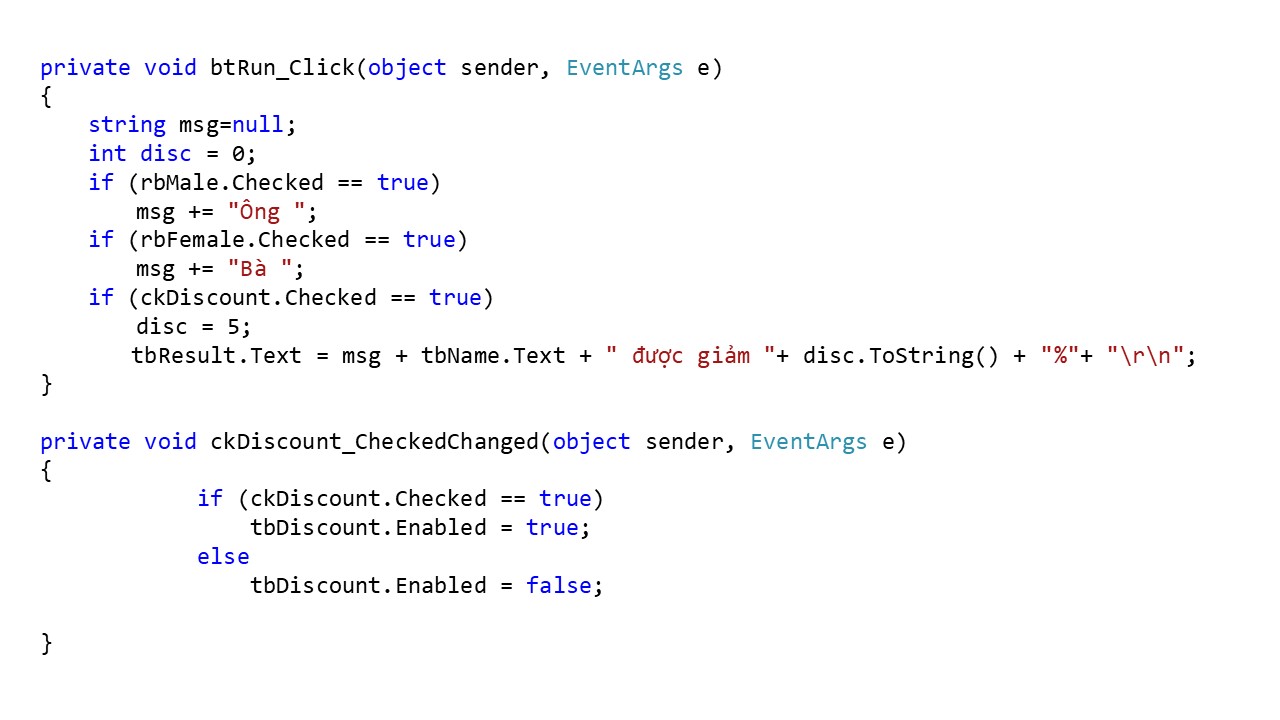 private void btRun_Click(object sender, EventArgs e)
{
string msg=null;
int disc = 0;
if (rbMale.Checked == true)
msg += "Ông ";
if (rbFemale.Checked == true)
msg += "Bà ";
if (ckDiscount.Checked == true)
disc = 5;
tbResult.Text = msg + tbName.Text + " được giảm "+ disc.ToString() + "%"+ "\r\n";
}
private void ckDiscount_CheckedChanged(object sender, EventArgs e)
{
if (ckDiscount.Checked == true)
tbDiscount.Enabled = true;
else
tbDiscount.Enabled = false;
}